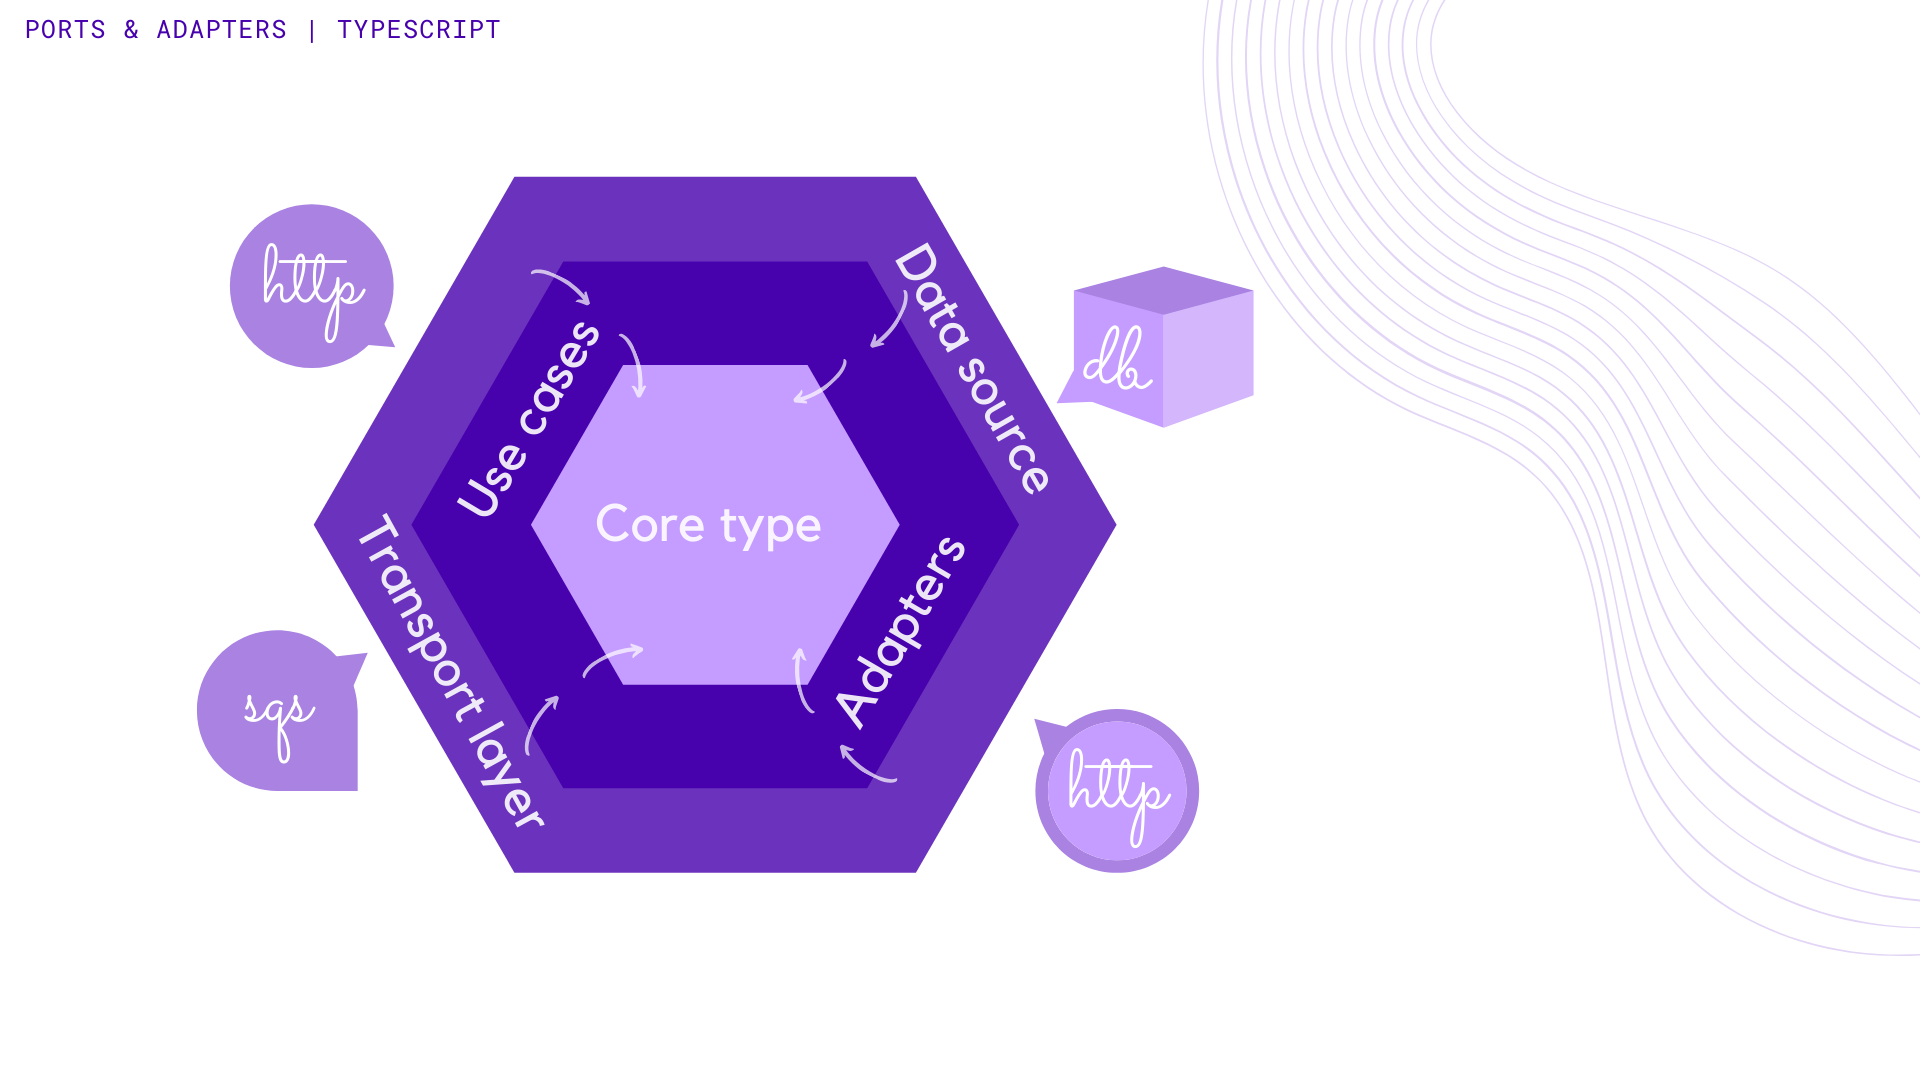 PORTS & ADAPTERS | TYPESCRIPT
http
Data source
db
Use cases
Core type
Transport layer
Adapters
sqs
http